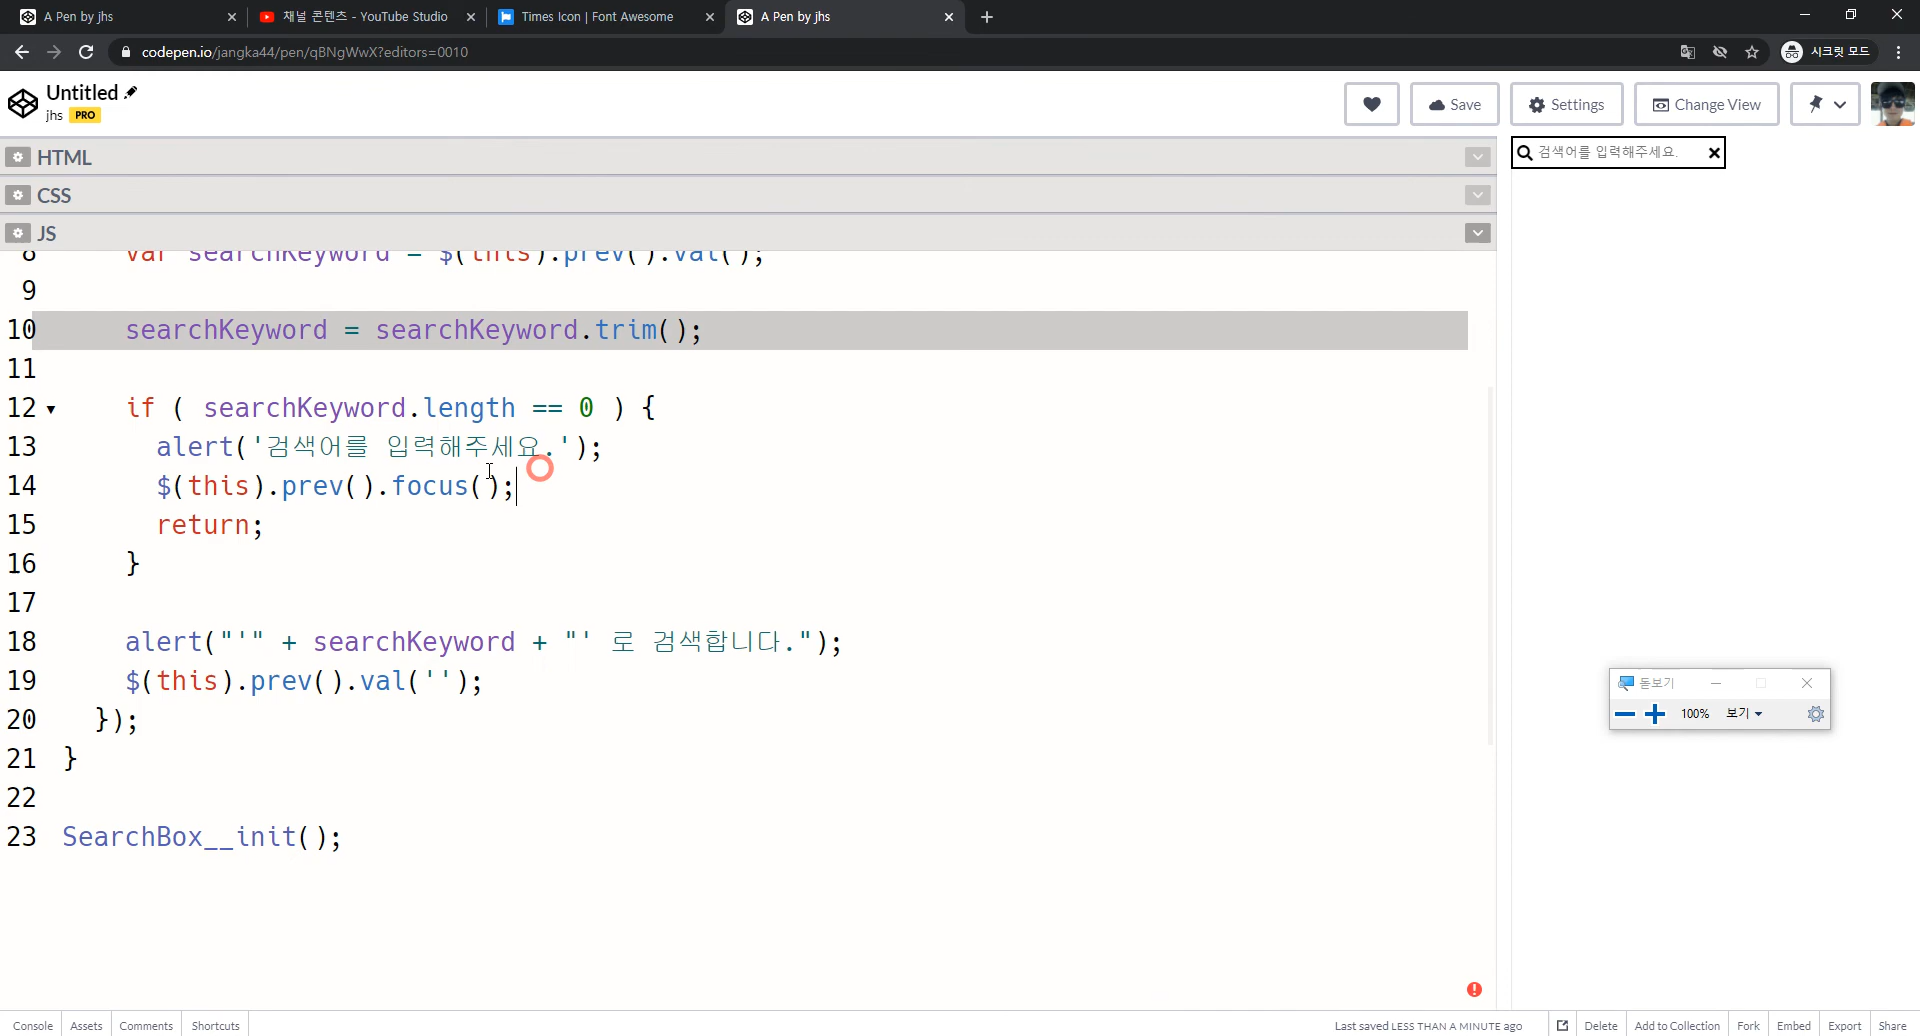 A Pen by jhs
채널 콘텐츠 - YouTube Studio
Times Icon | Font Awesome
A Pen by jhs
codepen.io/jangka44/pen/qBNgWwX?editors=0010
시크릿 모드
Untitled
jhs PRO
Save
Settings
Change View
HTML
CSS
JS
검색어를 입력해주세요.
8 var searchKeyword = $(this).prev().val();
9
10 searchKeyword = searchKeyword.trim();
11
12 if ( searchKeyword.length == 0 ) {
13 alert('검색어를 입력해주세요.');
14 $(this).prev().focus();
15 return;
16 }
17
18 alert("'" + searchKeyword + "' 로 검색합니다.");
19 $(this).prev().val('');
20 });
21 }
22
23 SearchBox__init();
돋보기
100% 보기
Console Assets Comments Shortcuts
Last saved LESS THAN A MINUTE ago
Delete Add to Collection Fork Embed Export Share